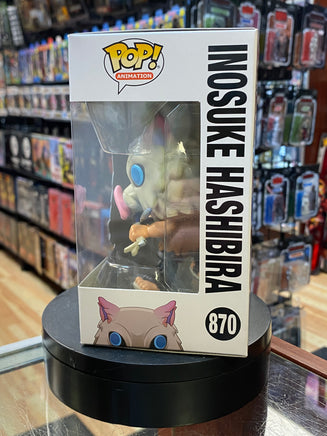 POP!
ANIMATION
INOSUKE HASHIBIRA
870